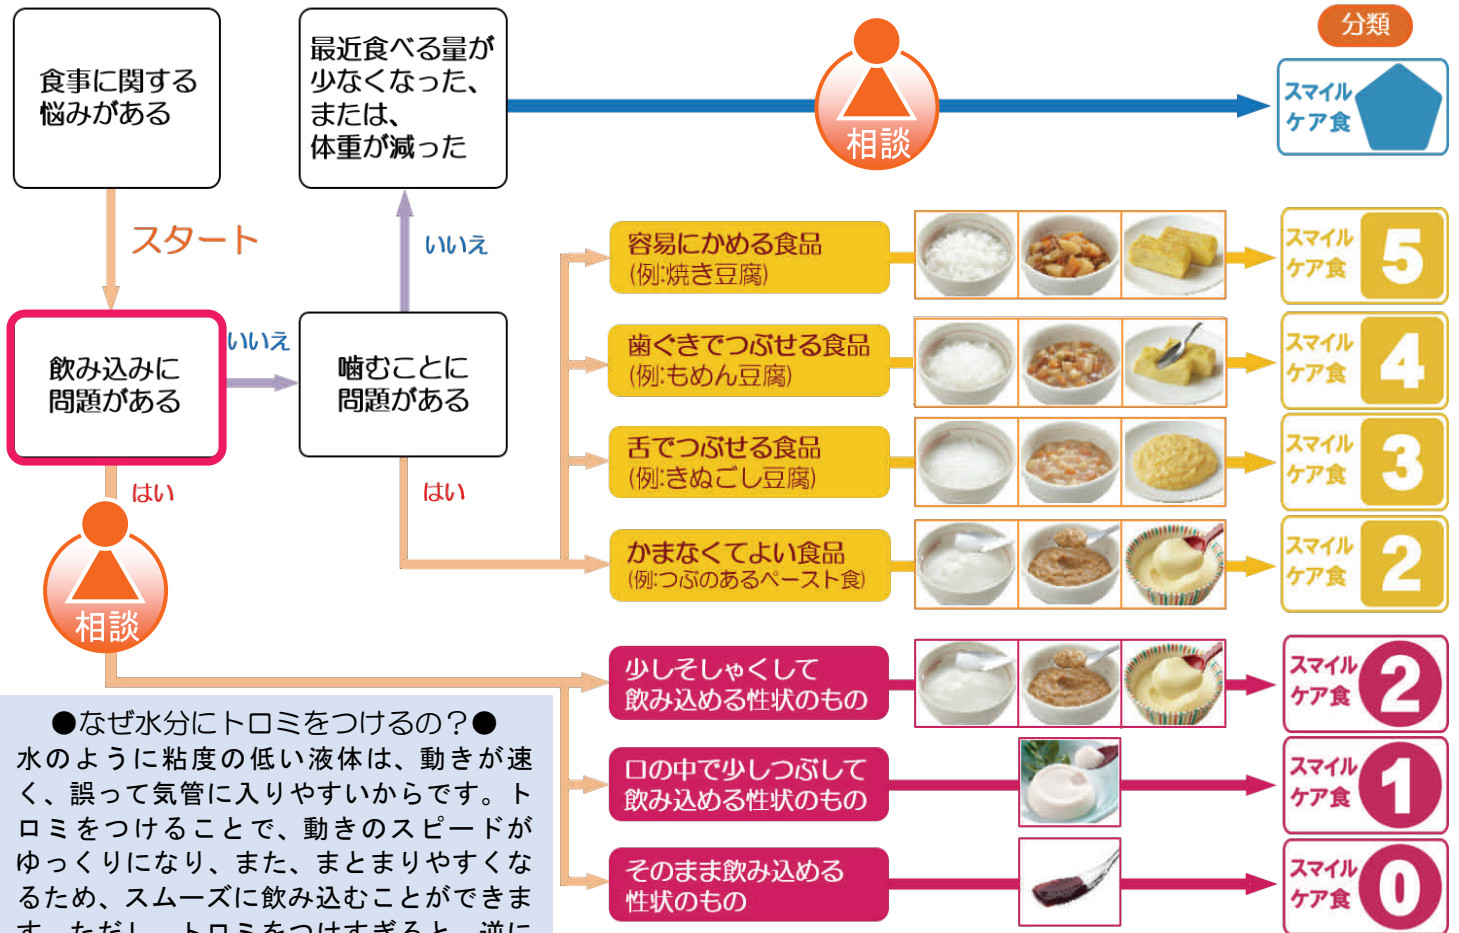 食事に関する
悩みがある
最近食べる量が
少なくなった、
または、
体重が減った
相談
分類
スマイル
ケア食
スタート
いいえ
飲み込みに
問題がある
いいえ
噛むことに
問題がある
はい
はい
相談
容易にかめる食品
(例:焼き豆腐)
スマイル
ケア食
5
歯ぐきでつぶせる食品
(例:もめん豆腐)
スマイル
ケア食
4
舌でつぶせる食品
(例:きぬごし豆腐)
スマイル
ケア食
3
かまなくてよい食品
(例:つぶのあるペースト食)
スマイル
ケア食
2
少しそしゃくして
飲み込める性状のもの
スマイル
ケア食
2
口の中で少しつぶして
飲み込める性状のもの
スマイル
ケア食
1
そのまま飲み込める
性状のもの
スマイル
ケア食
0
●なぜ水分にトロミをつけるの？●
水のように粘度の低い液体は、動きが速
く、誤って気管に入りやすいからです。ト
ロミをつけることで、動きのスピードが
ゆっくりになり、また、まとまりやすくな
るため、スムーズに飲み込むことができま
す。ただし、トロミをつけすぎると、逆に